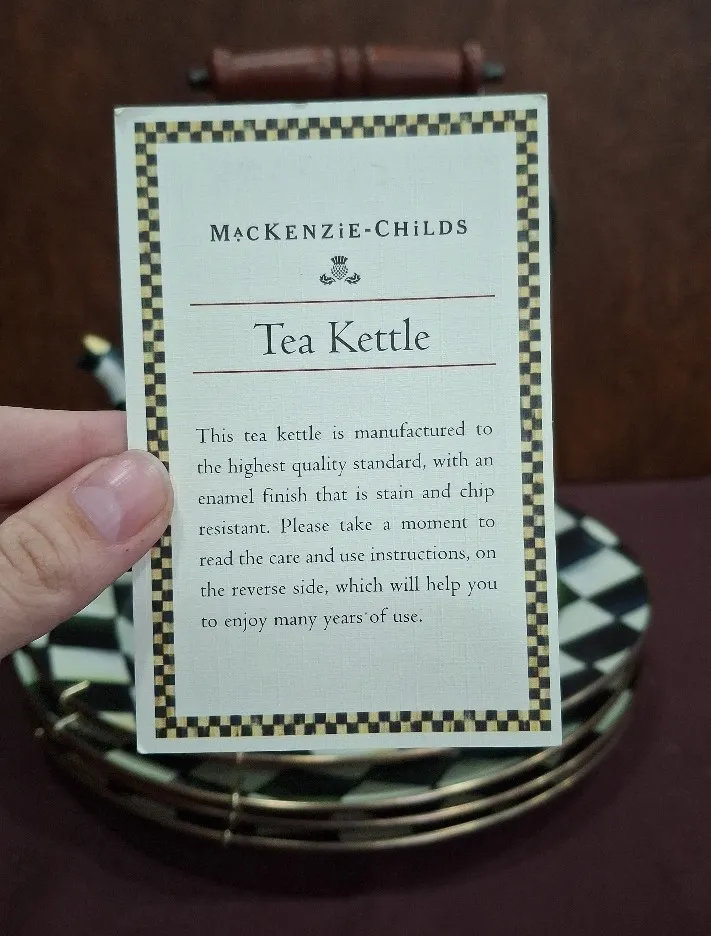 MACKENZiE-CHiLDS
Tea Kettle
This tea kettle is manufactured to
the highest quality standard, with an
enamel finish that is stain and chip
resistant. Please take a moment to
read the care and use instructions, on
the reverse side, which will help you
to enjoy many years of use.